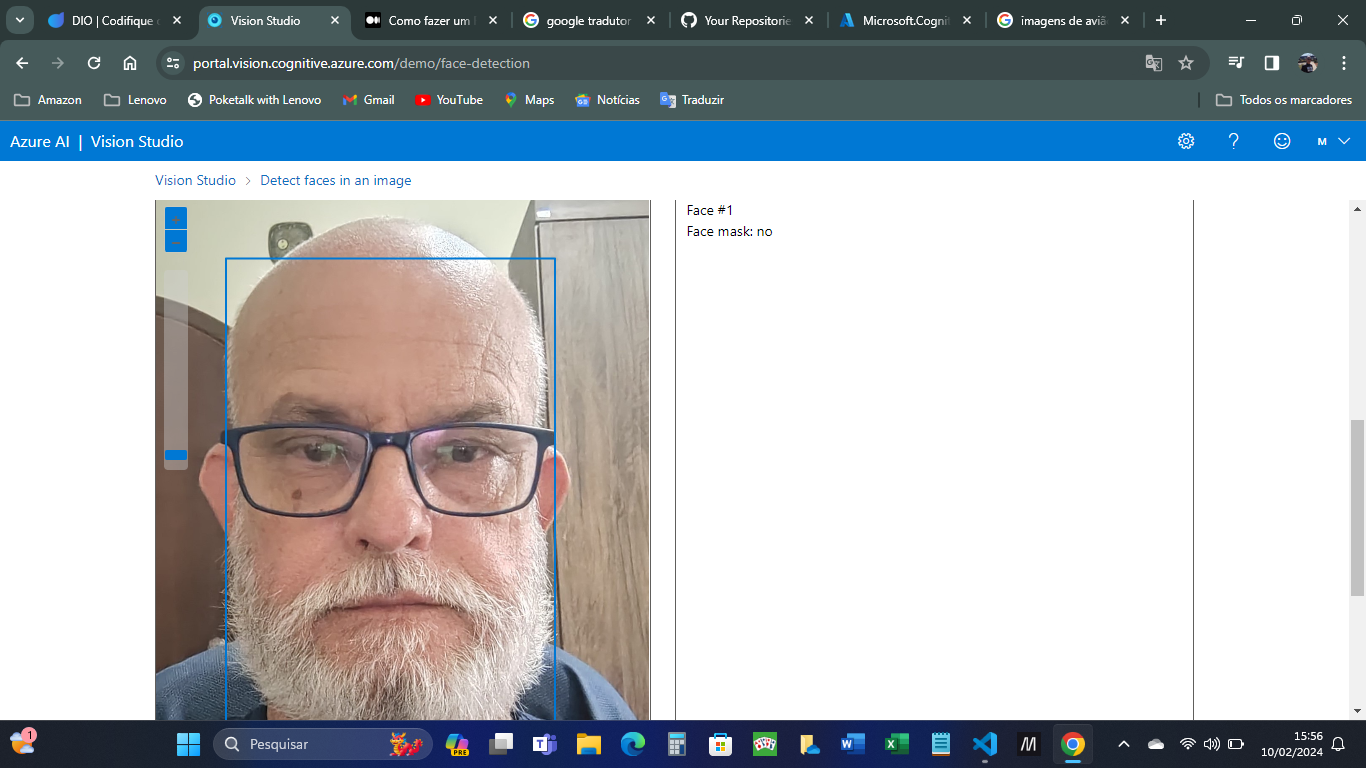 DIO | Codifique o
Vision Studio
Como fazer um
google tradutor
Your Repositorie
Microsoft.Cogni
imagens de aviã
portal.vision.cognitive.azure.com/demo/face-detection
Amazon
Lenovo
Poketalk with Lenovo
Gmail
YouTube
Maps
Notícias
Traduzir
Todos os marcadores
Azure AI | Vision Studio
M
Vision Studio > Detect faces in an image
Face #1
Face mask: no
1
Pesquisar
PRE
15:56
10/02/2024